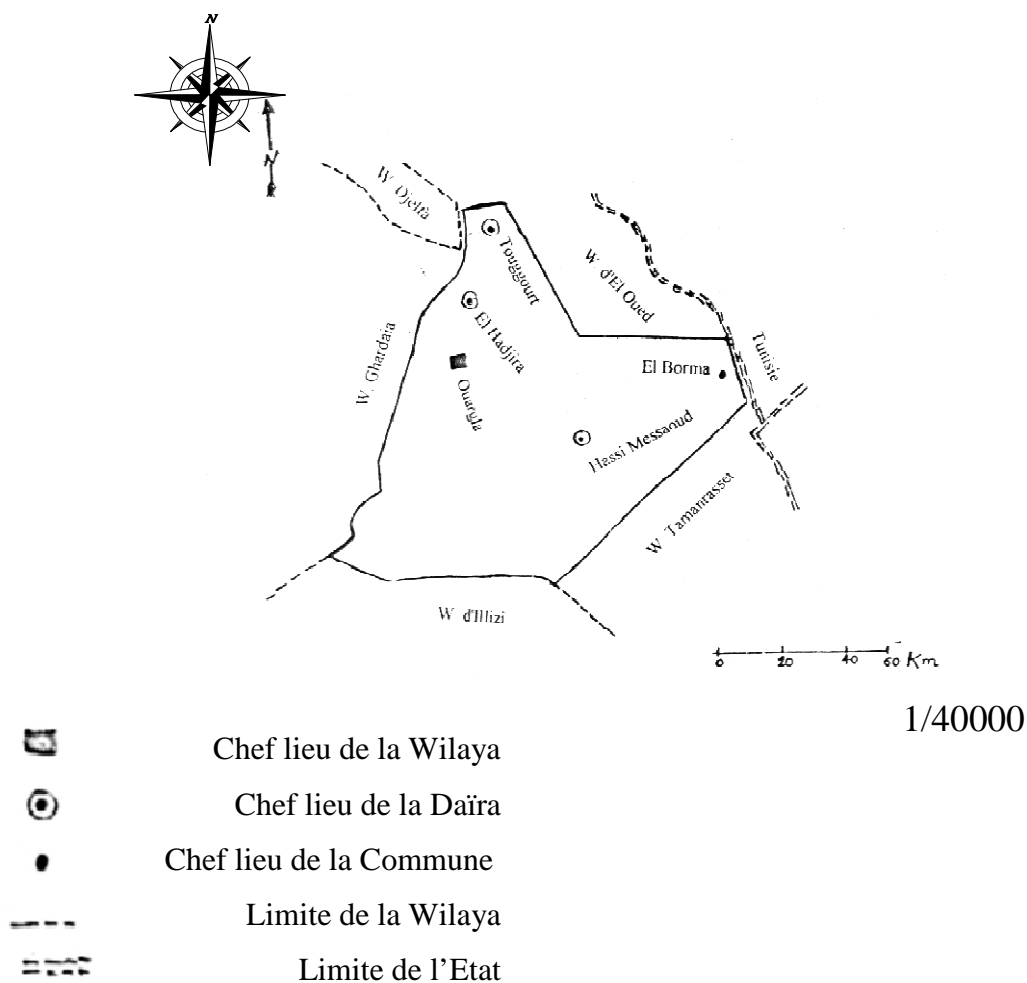 N
N
W Djelfa
Touggourt
W d'El Oued
El Hadjira
W. Ghardaia
Tunisie
El Borma
Ouargla
Hassi Messaoud
W Tamanrasset
W d'Illizi
0 20 40 60 Km
1/40000
Chef lieu de la Wilaya
Chef lieu de la Daïra
Chef lieu de la Commune
Limite de la Wilaya
Limite de l'Etat